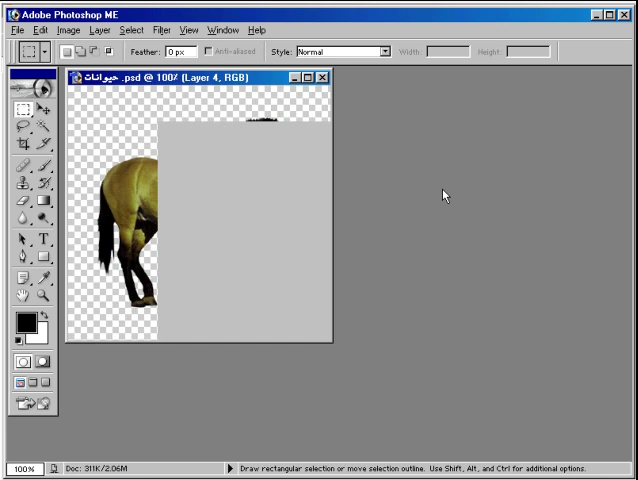 Adobe Photoshop ME
File Edit Image Layer Select Filter View Window Help
Feather: 0 px Anti-aliased Style: Normal Width: Height:
حيوانات .psd @ 100% (Layer 4, RGB)
T
100% Doc: 311K/2.06M Draw rectangular selection or move selection outline. Use Shift, Alt, and Ctrl for additional options.